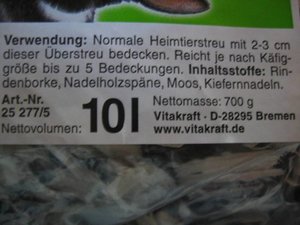 Verwendung: Normale Heimtierstreu mit 2-3 cm
dieser Überstreu bedecken. Reicht je nach Käfig-
größe bis zu 5 Bedeckungen. Inhaltsstoffe: Rin-
denborke, Nadelholzspäne, Moos, Kiefernnadeln.
Art.-Nr.
25 277/5
Nettovolumen: 10 l
Nettomasse: 700 g
Vitakraft · D-28295 Bremen
www.vitakraft.de